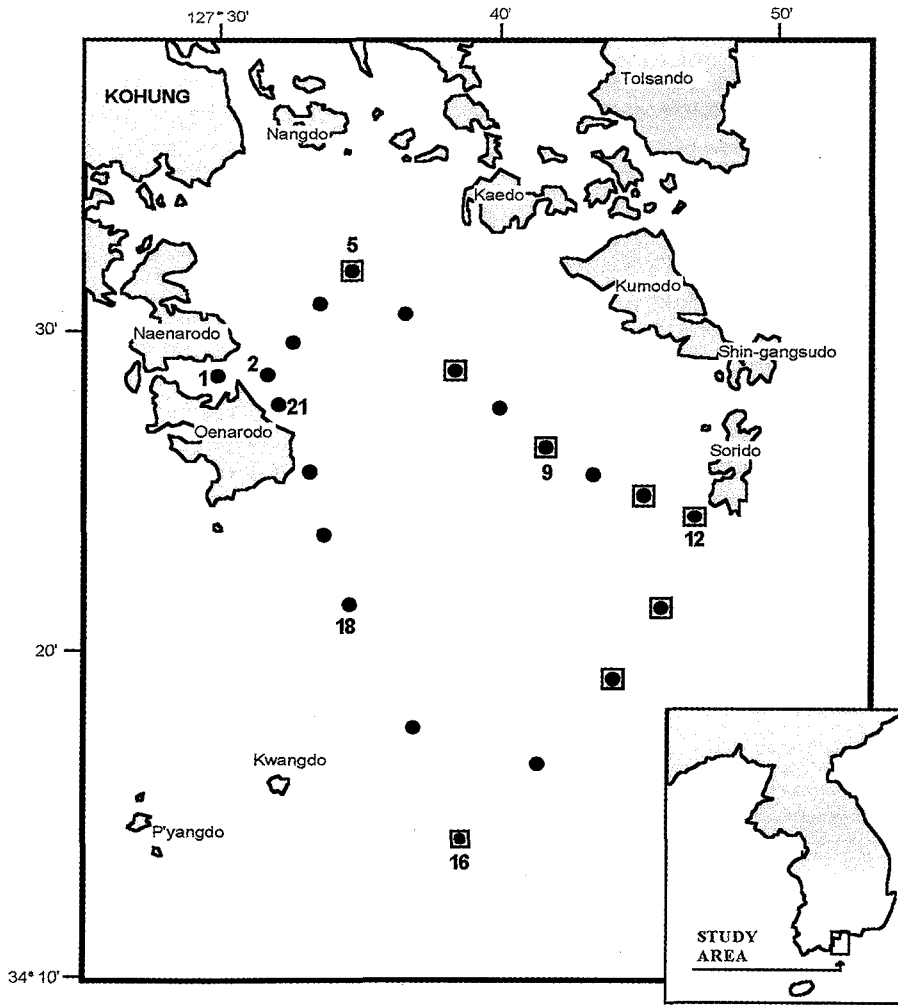 127° 30'
40'
50'
KOHUNG
Tolsando
Nangdo
Kaedo
5
Kumodo
30'
Naenarodo
Shin-gangsudo
1
2
21
Oenarodo
Sorido
9
12
18
20'
Kwangdo
P'yangdo
16
STUDY
AREA
34° 10'